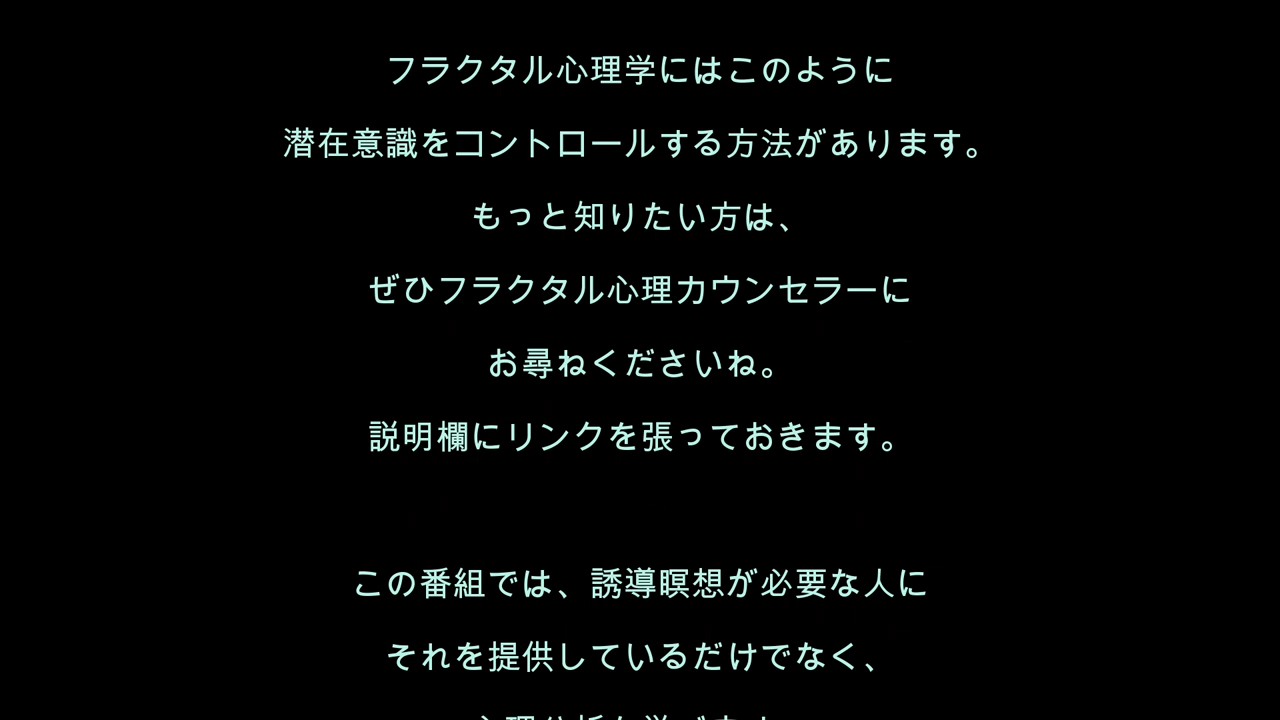 フラクタル心理学にはこのように
潜在意識をコントロールする方法があります。
もっと知りたい方は、
ぜひフラクタル心理カウンセラーに
お尋ねくださいね。
説明欄にリンクを張っておきます。
この番組では、誘導瞑想が必要な人に
それを提供しているだけでなく、